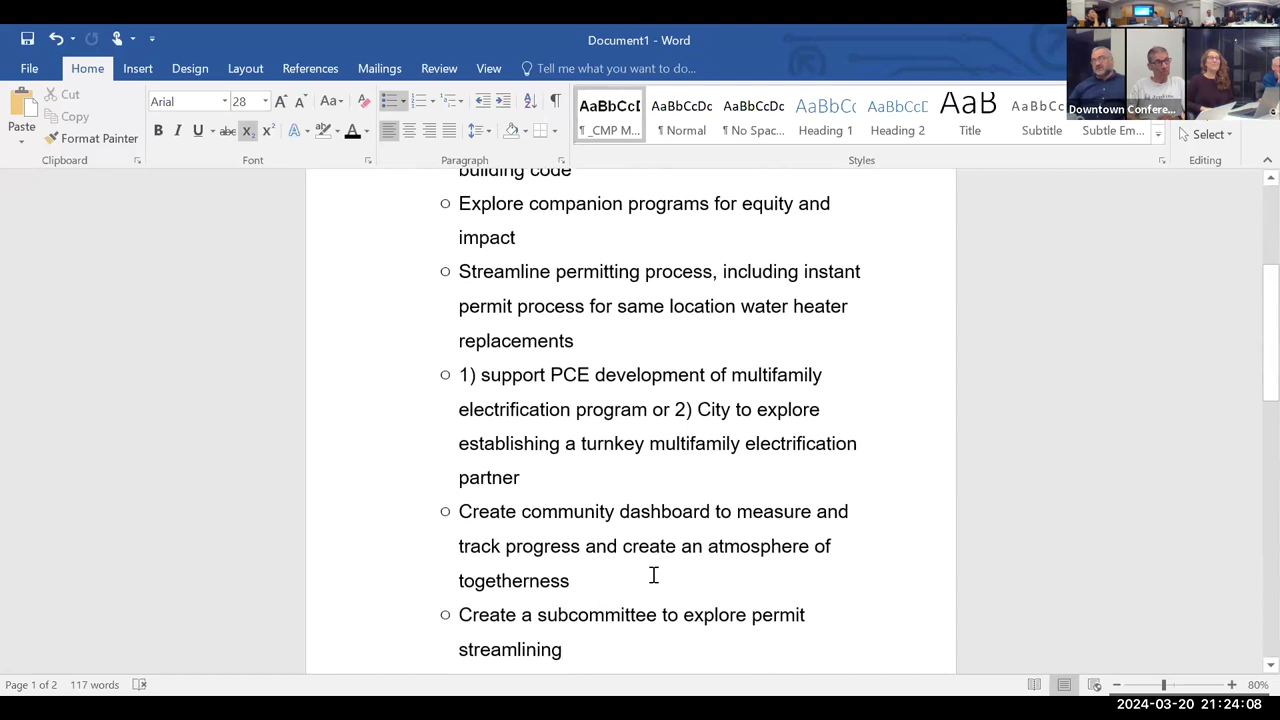 Document1 - Word
File Home Insert Design Layout References Mailings Review View Tell me what you want to do...
Paste Cut Copy Format Painter
Arial 28
AaBbCcI AaBbCcDc AaBbCcDc AaBbCc AaBbCcDc AaB AaBbCc
¶ _CMP M... ¶ Normal ¶ No Spac... Heading 1 Heading 2 Title Subtitle Subtle Em... Select
Clipboard Font Paragraph Styles Editing
Downtown Confere...
building code
○ Explore companion programs for equity and
impact
○ Streamline permitting process, including instant
permit process for same location water heater
replacements
○ 1) support PCE development of multifamily
electrification program or 2) City to explore
establishing a turnkey multifamily electrification
partner
○ Create community dashboard to measure and
track progress and create an atmosphere of
togetherness
○ Create a subcommittee to explore permit
streamlining
Page 1 of 2 117 words 80%
2024-03-20 21:24:08